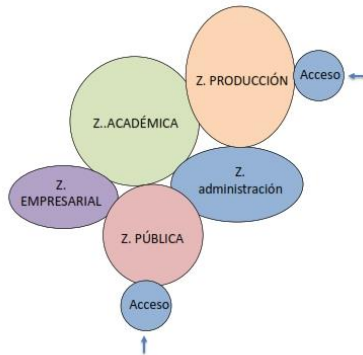 Z. PRODUCCIÓN
Acceso
Z..ACADÉMICA
Z.
administración
Z.
EMPRESARIAL
Z. PÚBLICA
Acceso